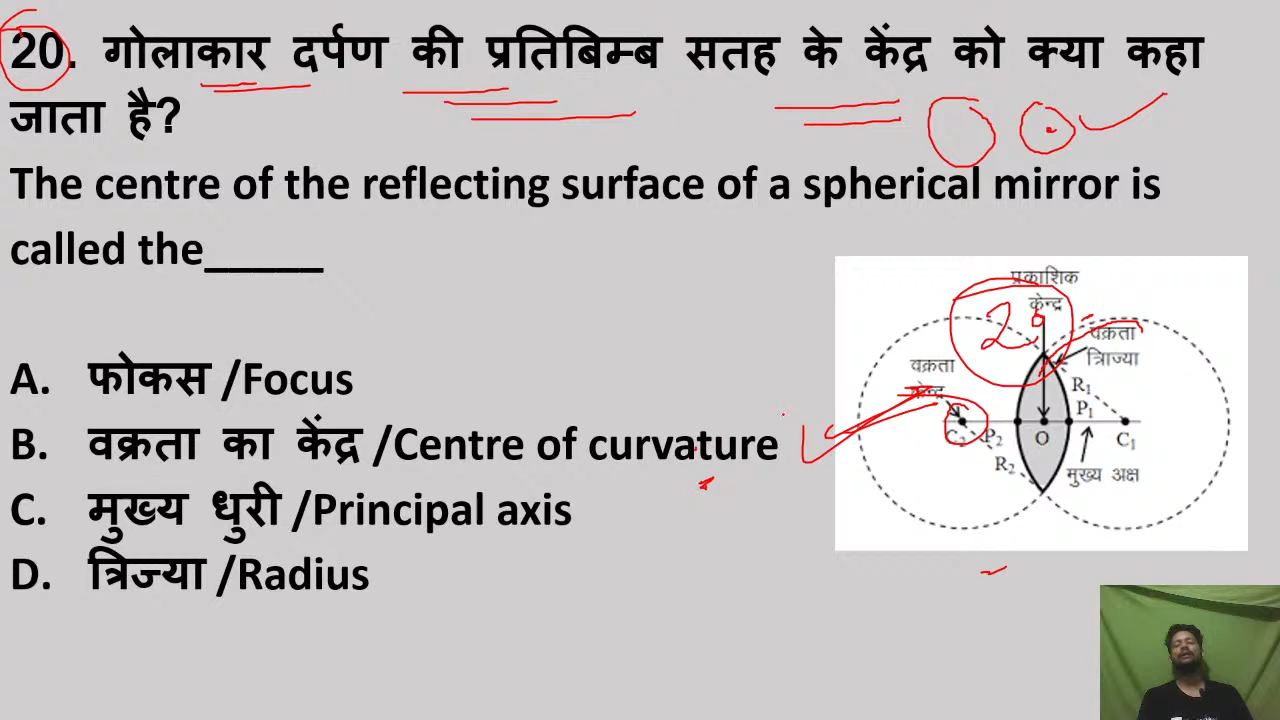 20. गोलाकार दर्पण की प्रतिबिम्ब सतह के केंद्र को क्या कहा
जाता है?
The centre of the reflecting surface of a spherical mirror is
called the_____
A. फोकस /Focus
B. वक्रता का केंद्र /Centre of curvature
C. मुख्य धुरी /Principal axis
D. त्रिज्या /Radius
प्रकाशिक
केन्द्र
वक्रता
त्रिाज्या
वक्रता
केन्द्र
R₁
P₁
C₂
P₂
O
C₁
R₂
मुख्य अक्ष